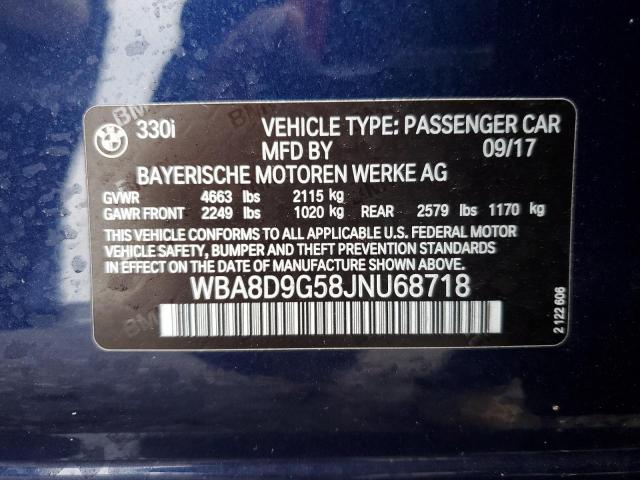 BMW 330i VEHICLE TYPE: PASSENGER CAR
MFD BY 09/17
BAYERISCHE MOTOREN WERKE AG
GVWR 4663 lbs 2115 kg
GAWR FRONT 2249 lbs 1020 kg REAR 2579 lbs 1170 kg
THIS VEHICLE CONFORMS TO ALL APPLICABLE U.S. FEDERAL MOTOR
VEHICLE SAFETY, BUMPER AND THEFT PREVENTION STANDARDS
IN EFFECT ON THE DATE OF MANUFACTURE SHOWN ABOVE.
WBA8D9G58JNU68718
2 122 606